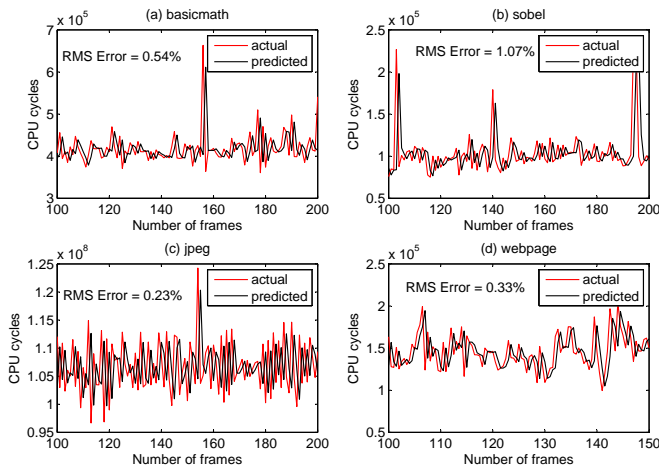 (a) basicmath
x 10^5
RMS Error = 0.54%
actual
predicted
CPU cycles
7
6
5
4
3
100 120 140 160 180 200
Number of frames
(b) sobel
x 10^5
RMS Error = 1.07%
actual
predicted
CPU cycles
2.5
2
1.5
1
0.5
100 120 140 160 180 200
Number of frames
(c) jpeg
x 10^8
RMS Error = 0.23%
actual
predicted
CPU cycles
1.25
1.2
1.15
1.1
1.05
1
0.95
100 120 140 160 180 200
Number of frames
(d) webpage
x 10^5
RMS Error = 0.33%
actual
predicted
CPU cycles
2.5
2
1.5
1
0.5
100 110 120 130 140 150
Number of frames